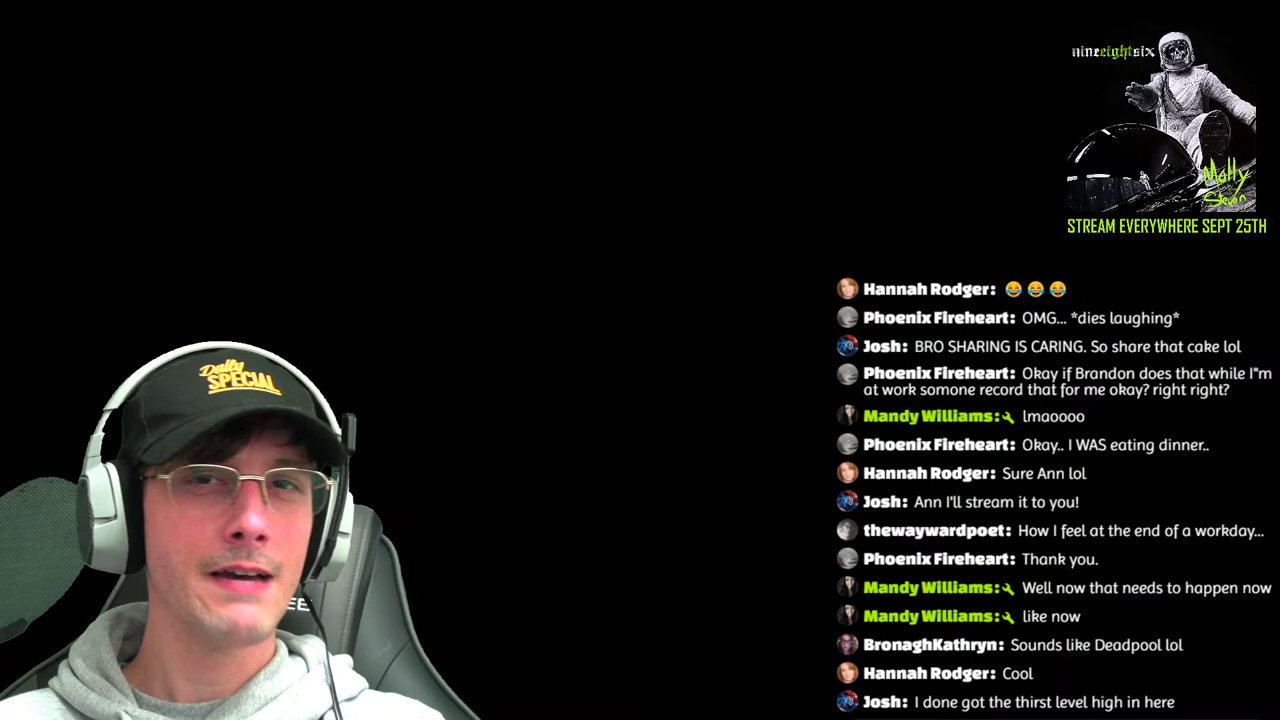 nineeightsix
Molly
Steven
STREAM EVERYWHERE SEPT 25TH
Hannah Rodger: 😂 😂 😂
Phoenix Fireheart: OMG... *dies laughing*
Josh: BRO SHARING IS CARING. So share that cake lol
Phoenix Fireheart: Okay if Brandon does that while I"m
at work somone record that for me okay? right right?
Mandy Williams: lmaoooo
Phoenix Fireheart: Okay.. I WAS eating dinner..
Hannah Rodger: Sure Ann lol
Josh: Ann I'll stream it to you!
thewaywardpoet: How I feel at the end of a workday...
Phoenix Fireheart: Thank you.
Mandy Williams: Well now that needs to happen now
Mandy Williams: like now
BronaghKathryn: Sounds like Deadpool lol
Hannah Rodger: Cool
Josh: I done got the thirst level high in here
Daily
SPECIAL